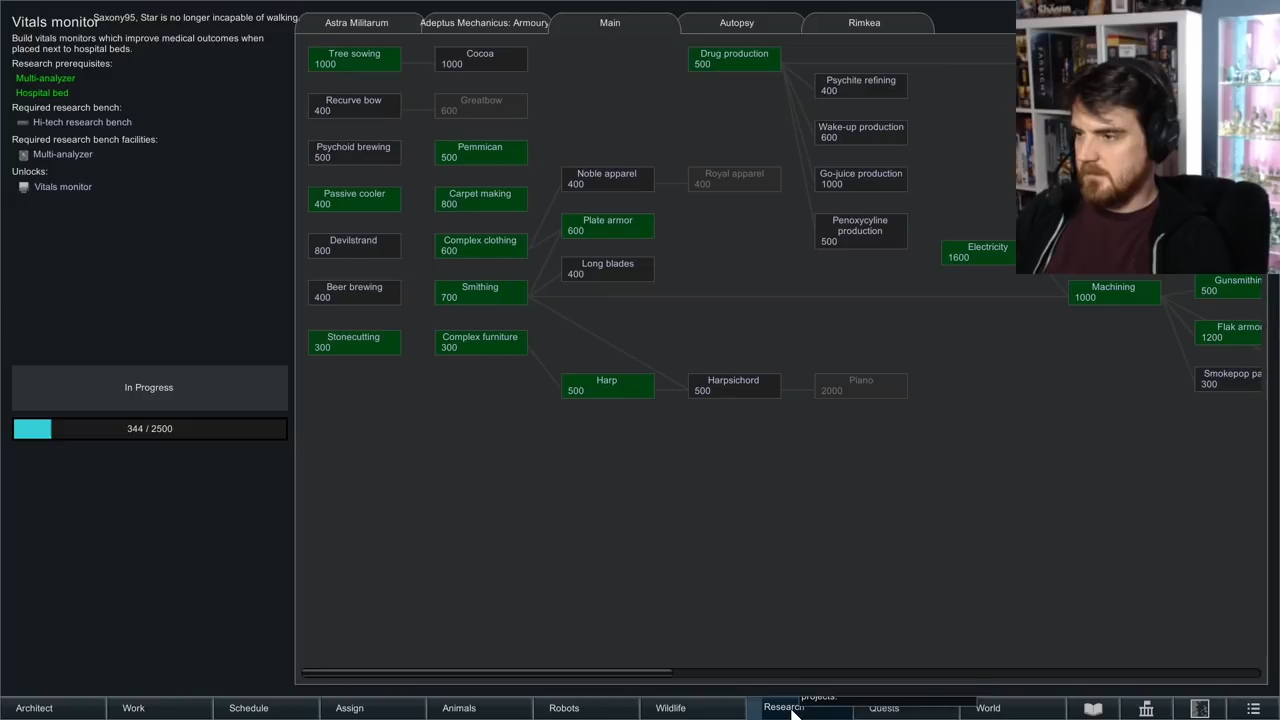 Vitals monitor
Saxony95, Star is no longer incapable of walking.
Build vitals monitors which improve medical outcomes when
placed next to hospital beds.
Research prerequisites:
Multi-analyzer
Hospital bed
Required research bench:
Hi-tech research bench
Required research bench facilities:
Multi-analyzer
Unlocks:
Vitals monitor
In Progress
344 / 2500
Astra Militarum
Adeptus Mechanicus: Armoury
Main
Autopsy
Rimkea
Tree sowing
1000
Cocoa
1000
Drug production
500
Psychite refining
400
Recurve bow
400
Greatbow
600
Wake-up production
600
Psychoid brewing
500
Pemmican
500
Noble apparel
400
Royal apparel
400
Go-juice production
1000
Passive cooler
400
Carpet making
800
Plate armor
600
Penoxycyline
production
500
Devilstrand
800
Complex clothing
600
Long blades
400
Electricity
1600
Beer brewing
400
Smithing
700
Machining
1000
Gunsmithin
500
Stonecutting
300
Complex furniture
300
Flak armo
1200
Harp
500
Harpsichord
500
Piano
2000
Smokepop pa
300
projects.
Architect
Work
Schedule
Assign
Animals
Robots
Wildlife
Research
Quests
World